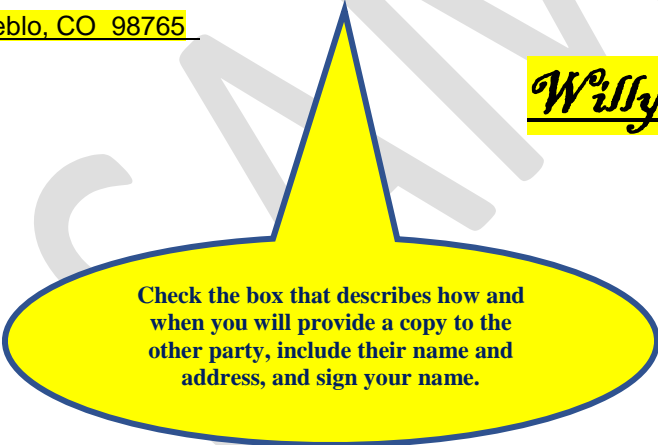 eblo, CO 98765
Willy
Check the box that describes how and
when you will provide a copy to the
other party, include their name and
address, and sign your name.